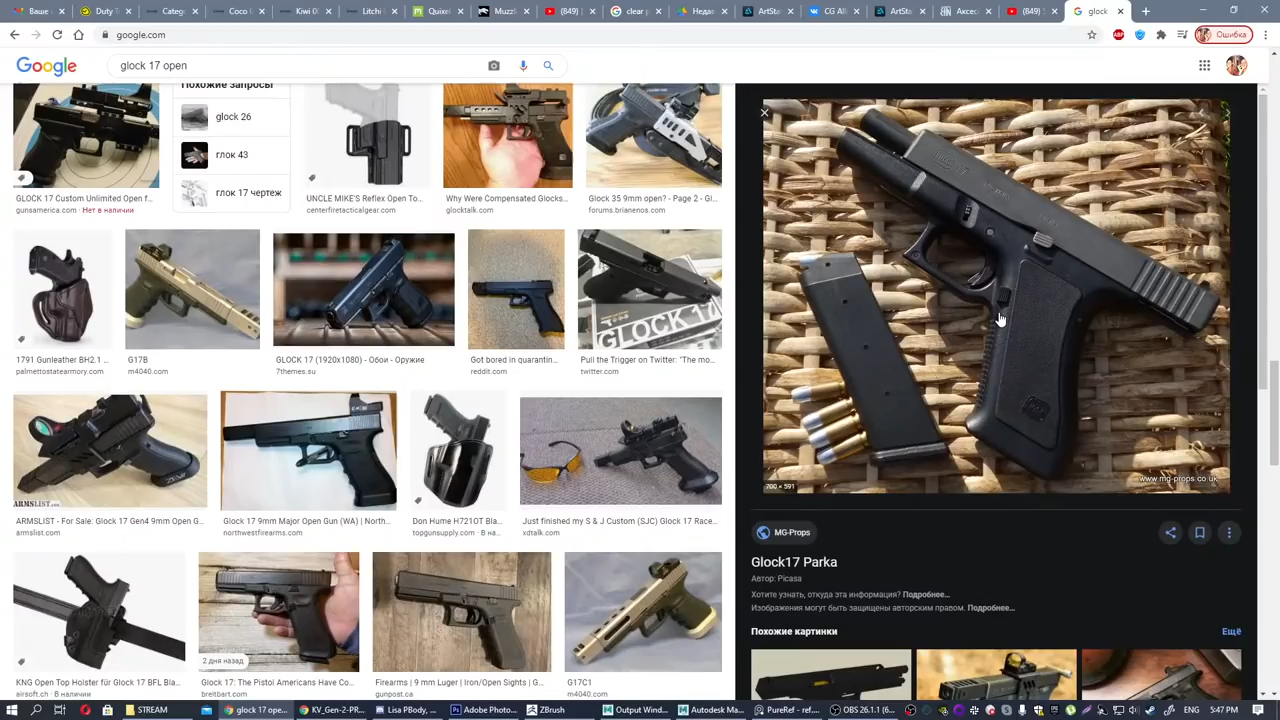 Quixel
Muzz
(849)
clear p
Недав
ArtSta
CG All
ArtSta
Аксес
(849)
glock 1
google.com
ABP
Ошибка
Google
glock 17 open
Похожие запросы
glock 26
глок 43
глок 17 чертеж
GLOCK 17 Custom Unlimited Open f...
gunsamerica.com · Нет в наличии
UNCLE MIKE'S Reflex Open To...
centerfiretacticalgear.com
Why Were Compensated Glocks...
glocktalk.com
Glock 35 9mm open? - Page 2 - Gl...
forums.brianenos.com
GLOCK 17
1791 Gunleather BH2.1 ...
palmettostatearmory.com
G17B
m4040.com
GLOCK 17 (1920x1080) - Обои - Оружие
7themes.su
Got bored in quarantin...
reddit.com
Pull the Trigger on Twitter: "The mo...
twitter.com
ARMSLIST
ARMSLIST - For Sale: Glock 17 Gen4 9mm Open G...
armslist.com
Glock 17 9mm Major Open Gun (WA) | North...
northwestfirearms.com
Don Hume H721OT Bla...
topgunsupply.com · В на...
Just finished my S & J Custom (SJC) Glock 17 Race...
xdtalk.com
2 дня назад
KNG Open Top Holster für Glock 17 BFL Bla...
airsoft.ch · В наличии
Glock 17: The Pistol Americans Have Co...
breitbart.com
Firearms | 9 mm Luger | Iron/Open Sights | G...
gunpost.ca
G17C1
m4040.com
www.mg-props.co.uk
700 × 591
MG-Props
Glock17 Parka
Автор: Picasa
Хотите узнать, откуда эта информация? Подробнее...
Изображения могут быть защищены авторским правом. Подробнее...
Похожие картинки
Ещё
STREAM
glock 17 ope...
KV_Gen-2-PR...
Lisa PBody, ...
Adobe Photo...
ZBrush
Output Wind...
Autodesk Ma...
PureRef - ref...
OBS 26.1.1 (6...
5:47 PM